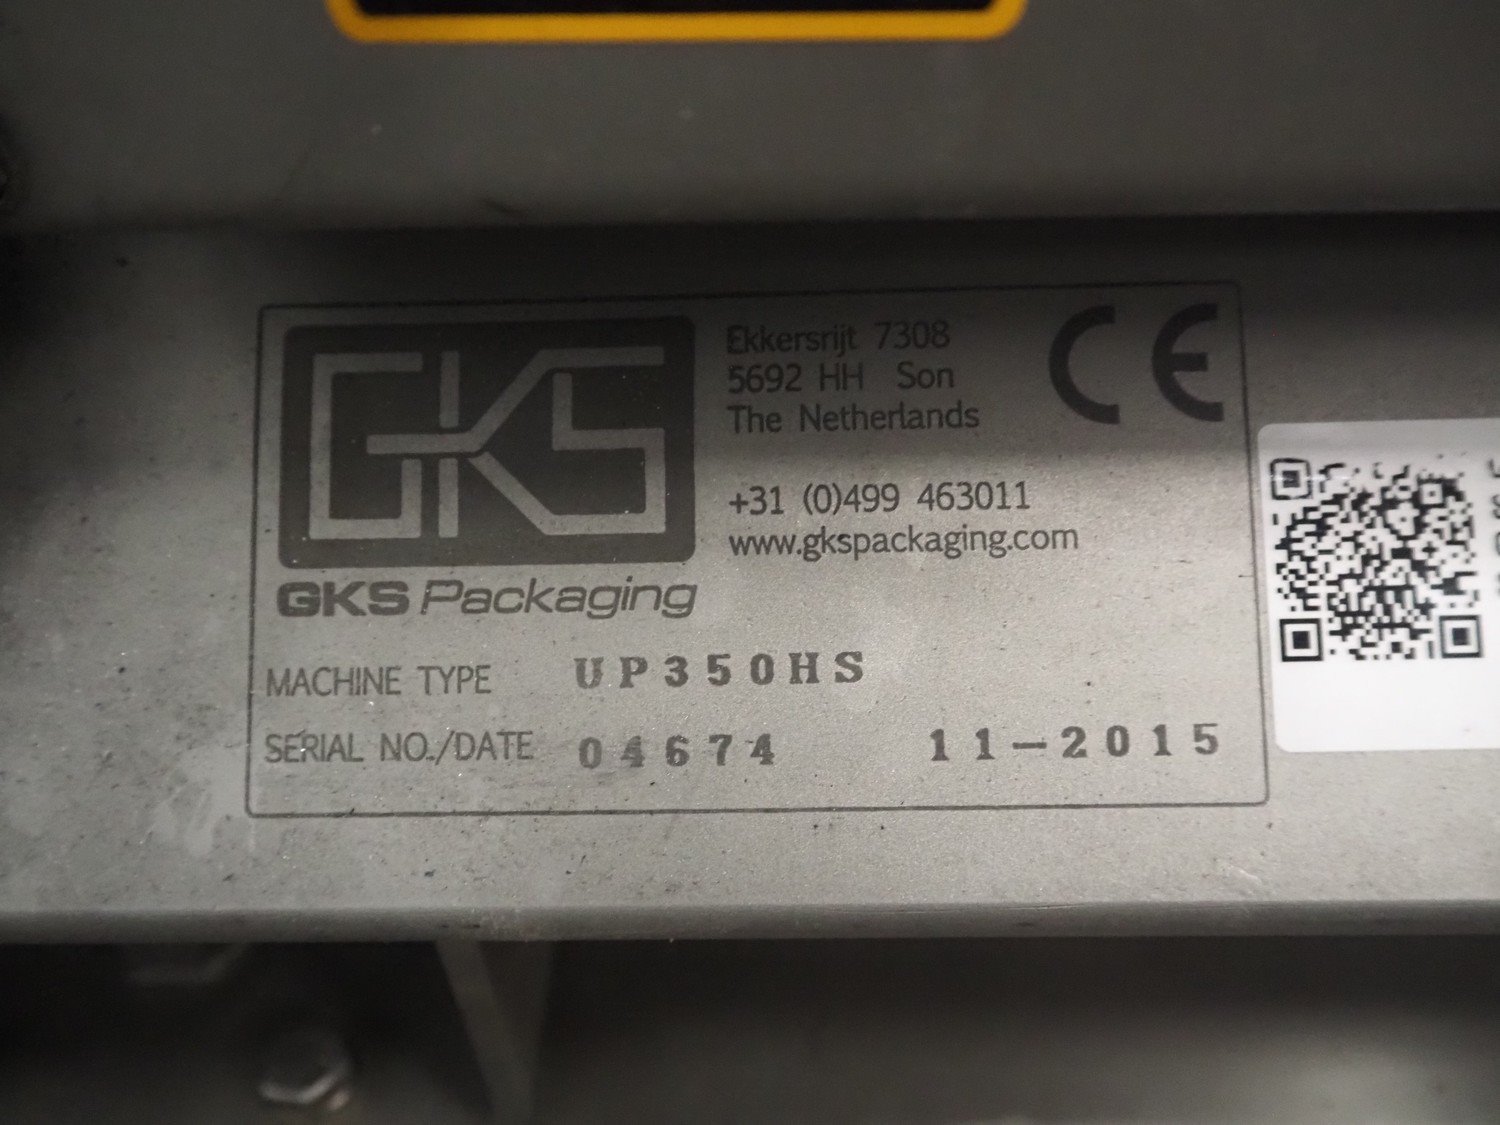 GKS
GKS Packaging
Ekkersrijt 7308
5692 HH Son
The Netherlands
+31 (0)499 463011
www.gkspackaging.com
CE
MACHINE TYPE UP350HS
SERIAL NO./DATE 04674 11-2015